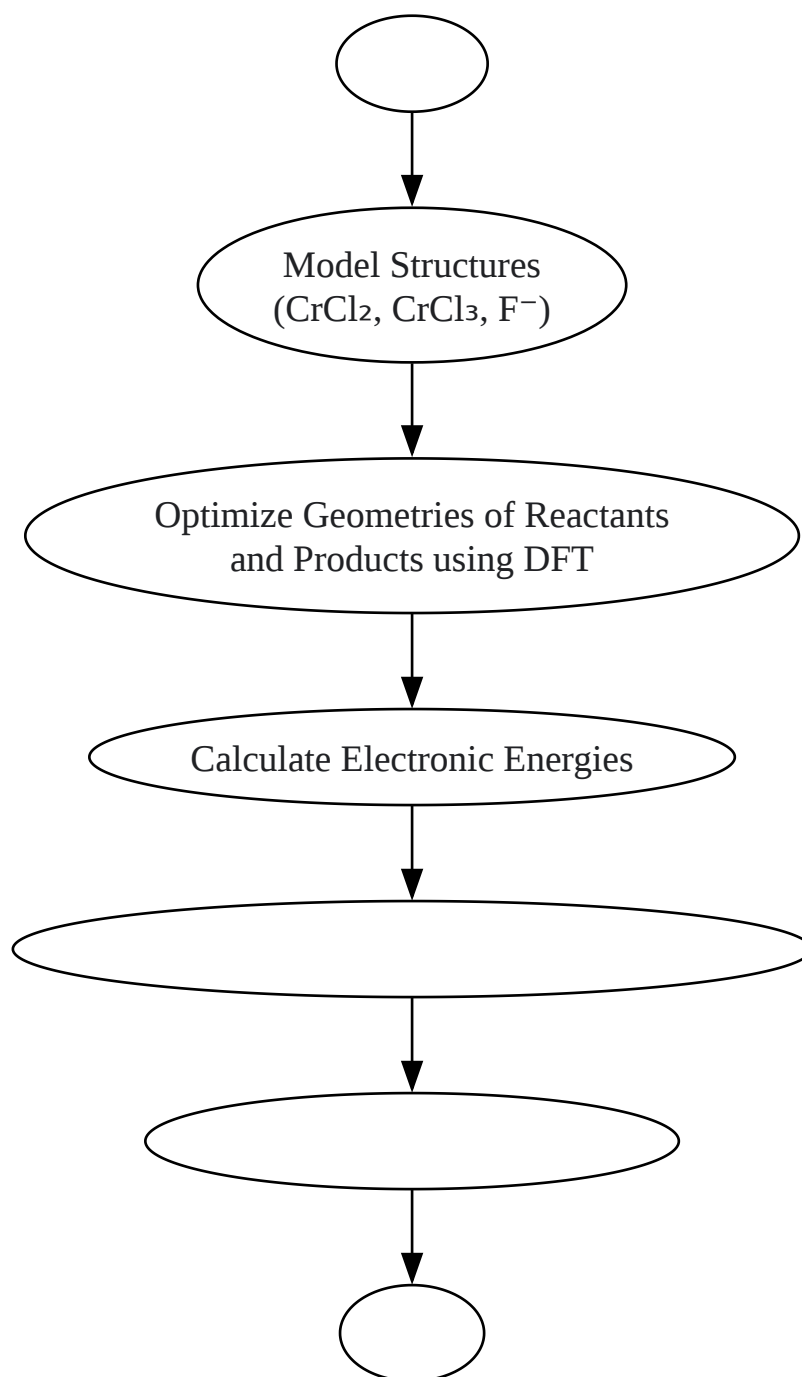 Model Structures
(CrCl₂, CrCl₃, F⁻)
Optimize Geometries of Reactants
and Products using DFT
Calculate Electronic Energies